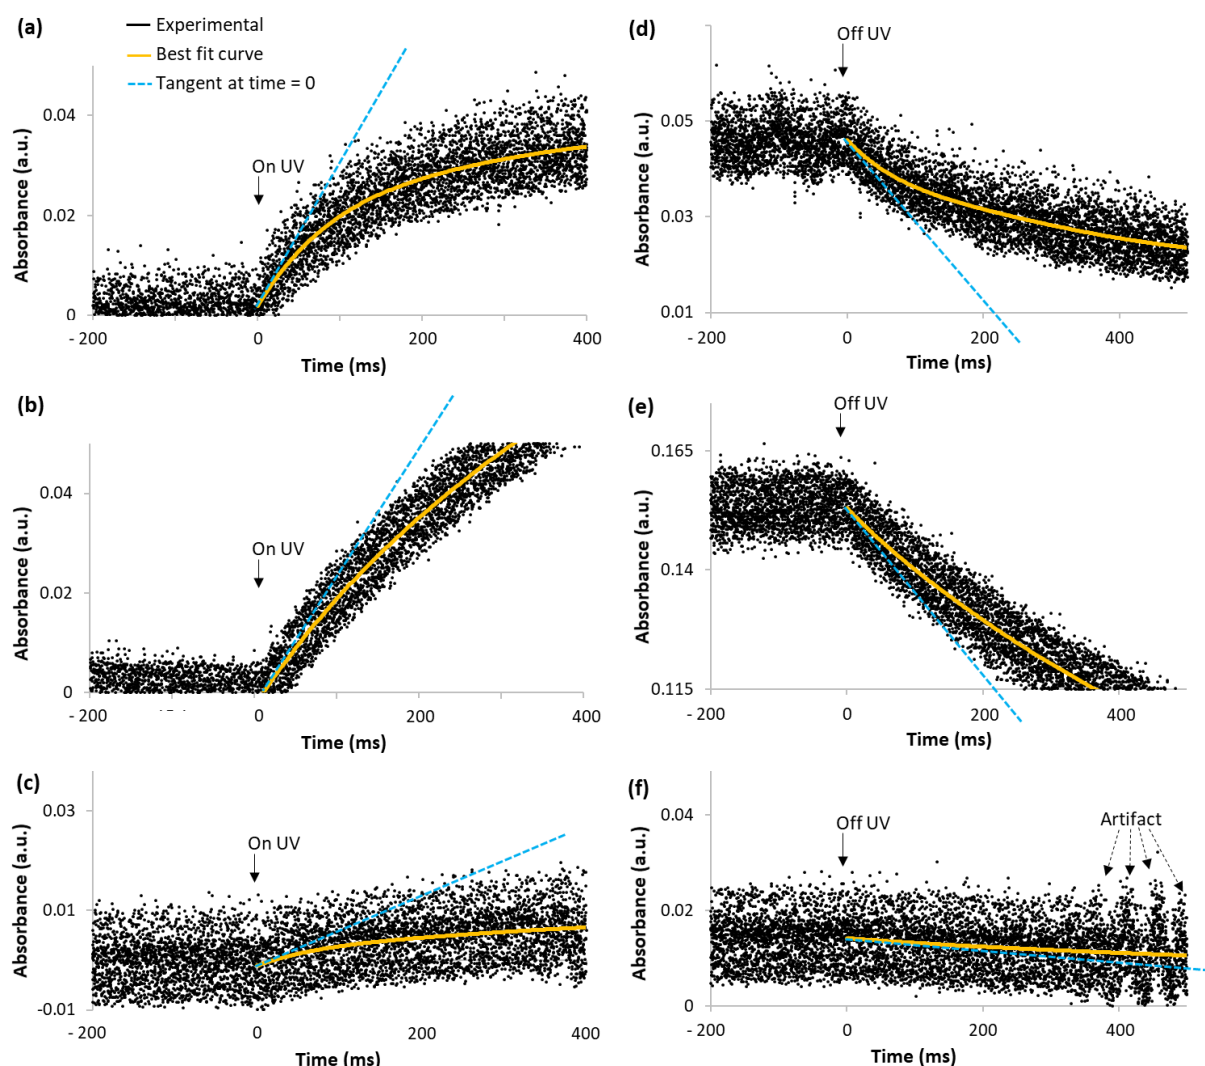 (a)
Experimental
Best fit curve
Tangent at time = 0
On UV
Absorbance (a.u.)
0.04
0.02
0
- 200 0 200 400
Time (ms)
(d)
Off UV
Absorbance (a.u.)
0.05
0.03
0.01
- 200 0 200 400
Time (ms)
(b)
On UV
Absorbance (a.u.)
0.04
0.02
0
- 200 0 200 400
Time (ms)
(e)
Off UV
Absorbance (a.u.)
0.165
0.14
0.115
- 200 0 200 400
Time (ms)
(c)
On UV
Absorbance (a.u.)
0.03
0.01
-0.01
- 200 0 200 400
Time (ms)
(f)
Off UV
Artifact
Absorbance (a.u.)
0.04
0.02
0
- 200 0 200 400
Time (ms)